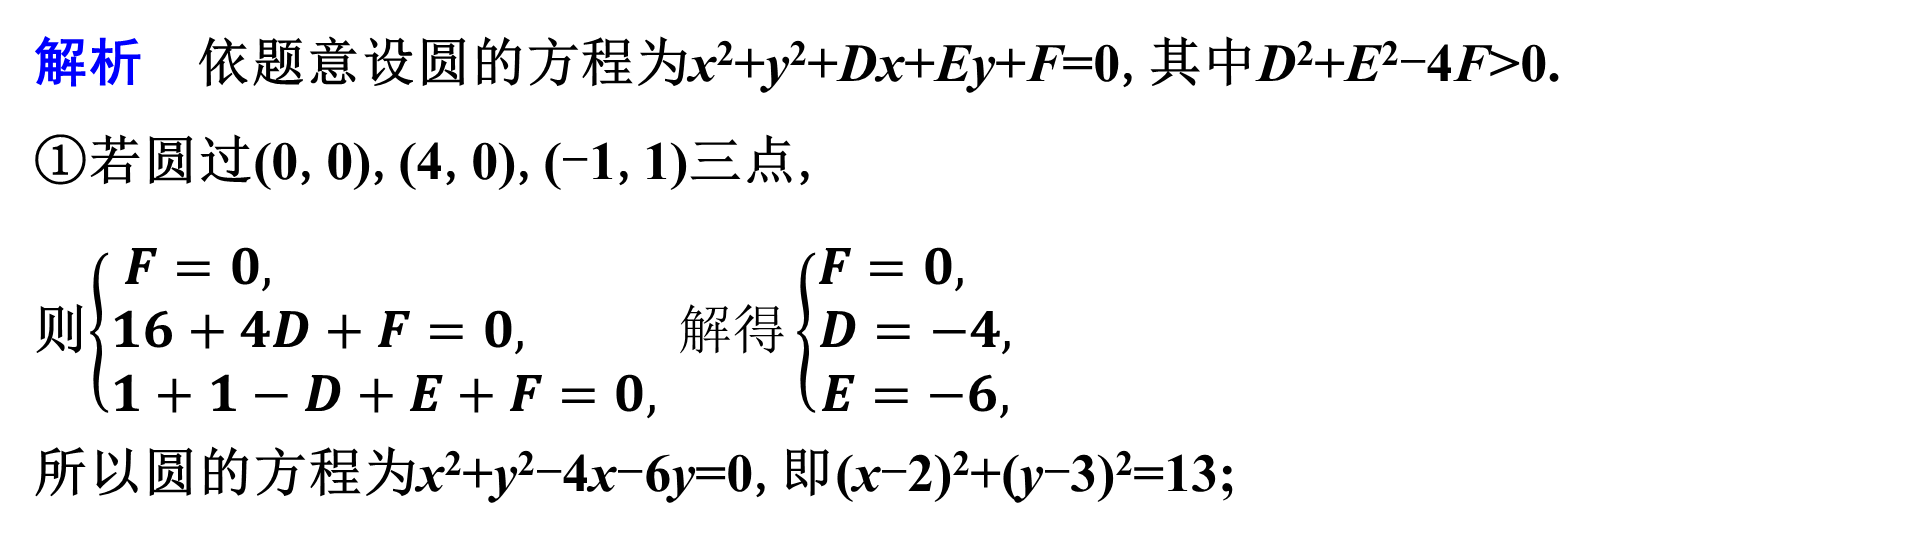 解析 依题意设圆的方程为x²+y²+Dx+Ey+F=0, 其中D²+E²−4F>0.
①若圆过(0, 0), (4, 0), (−1, 1)三点,
则{F = 0, 16 + 4D + F = 0, 1 + 1 − D + E + F = 0, 解得{F = 0, D = −4, E = −6,
所以圆的方程为x²+y²−4x−6y=0, 即(x−2)²+(y−3)²=13;